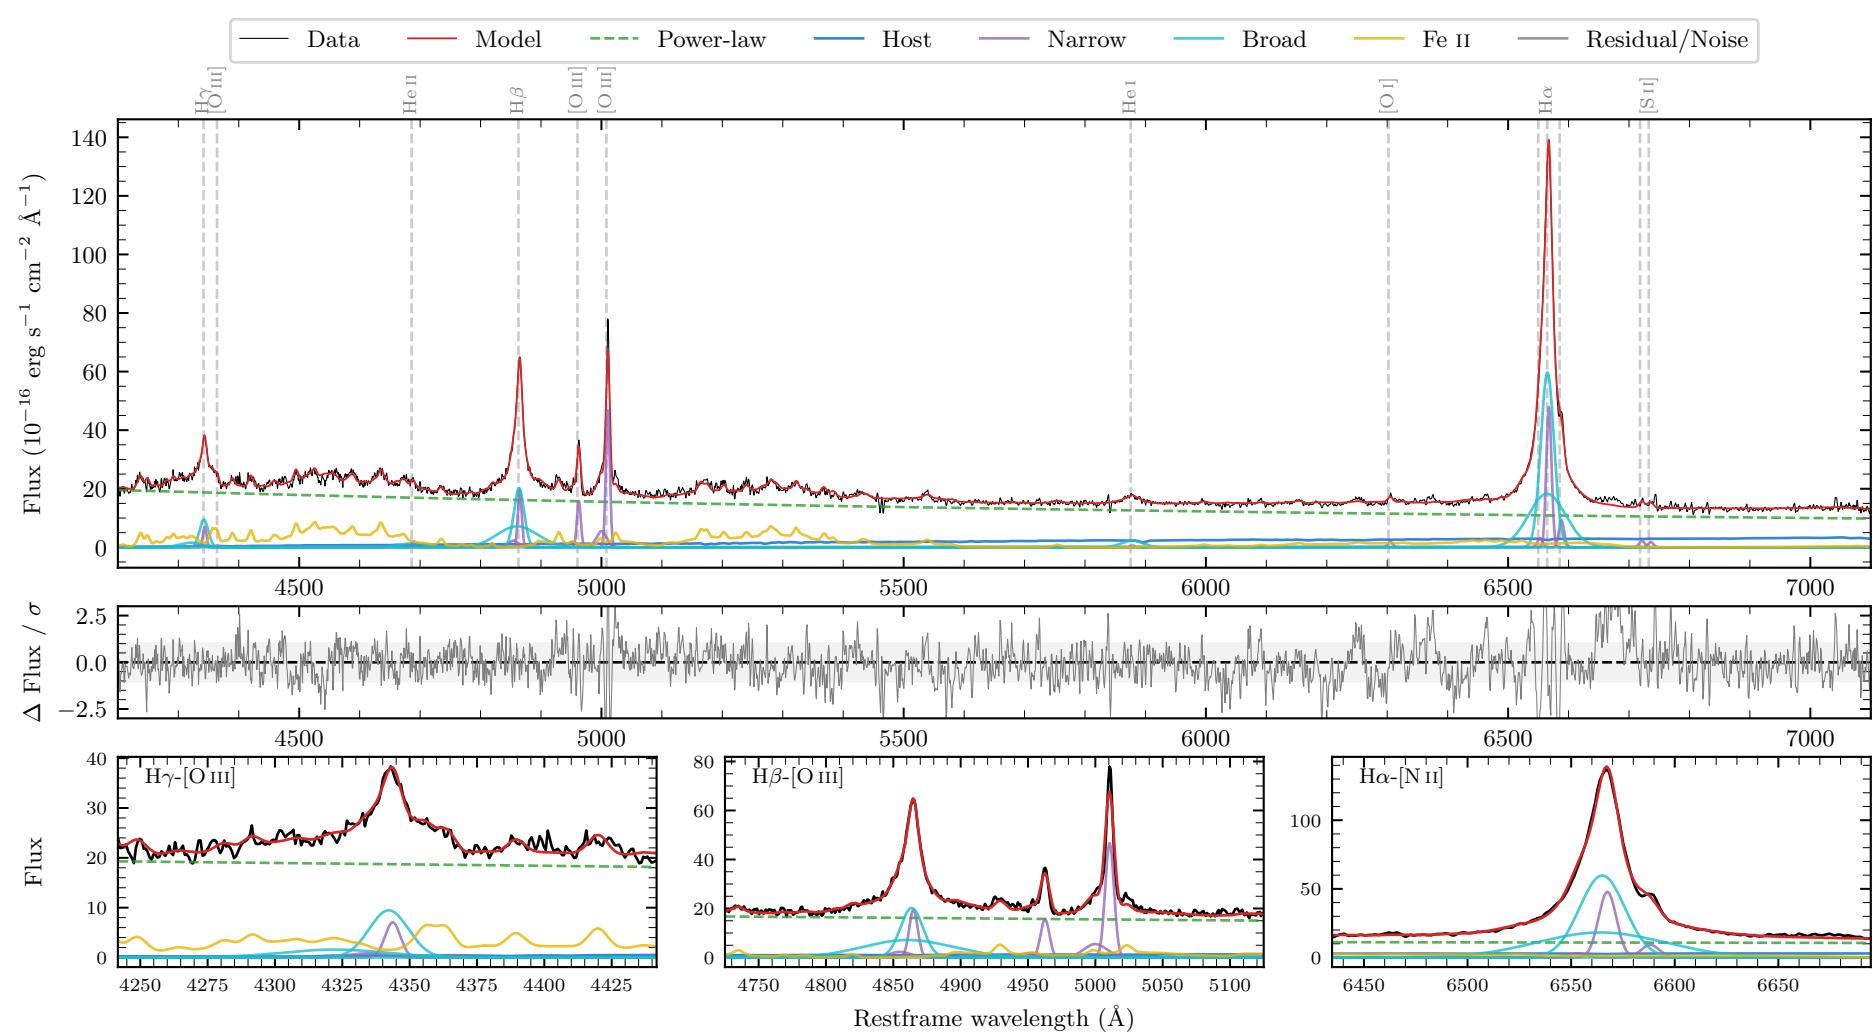 Data Model Power-law Host Narrow Broad Fe II Residual/Noise
Hγ [O III] He II Hβ [O III] [O III] He I [O I] Hα [S II]
Flux (10⁻¹⁶ erg s⁻¹ cm⁻² Å⁻¹)
140
120
100
80
60
40
20
0
4500 5000 5500 6000 6500 7000
Δ Flux / σ
2.5
0.0
−2.5
4500 5000 5500 6000 6500 7000
Flux
Hγ-[O III]
40
30
20
10
0
4250 4275 4300 4325 4350 4375 4400 4425
Hβ-[O III]
80
60
40
20
0
4750 4800 4850 4900 4950 5000 5050 5100
Hα-[N II]
100
50
0
6450 6500 6550 6600 6650
Restframe wavelength (Å)